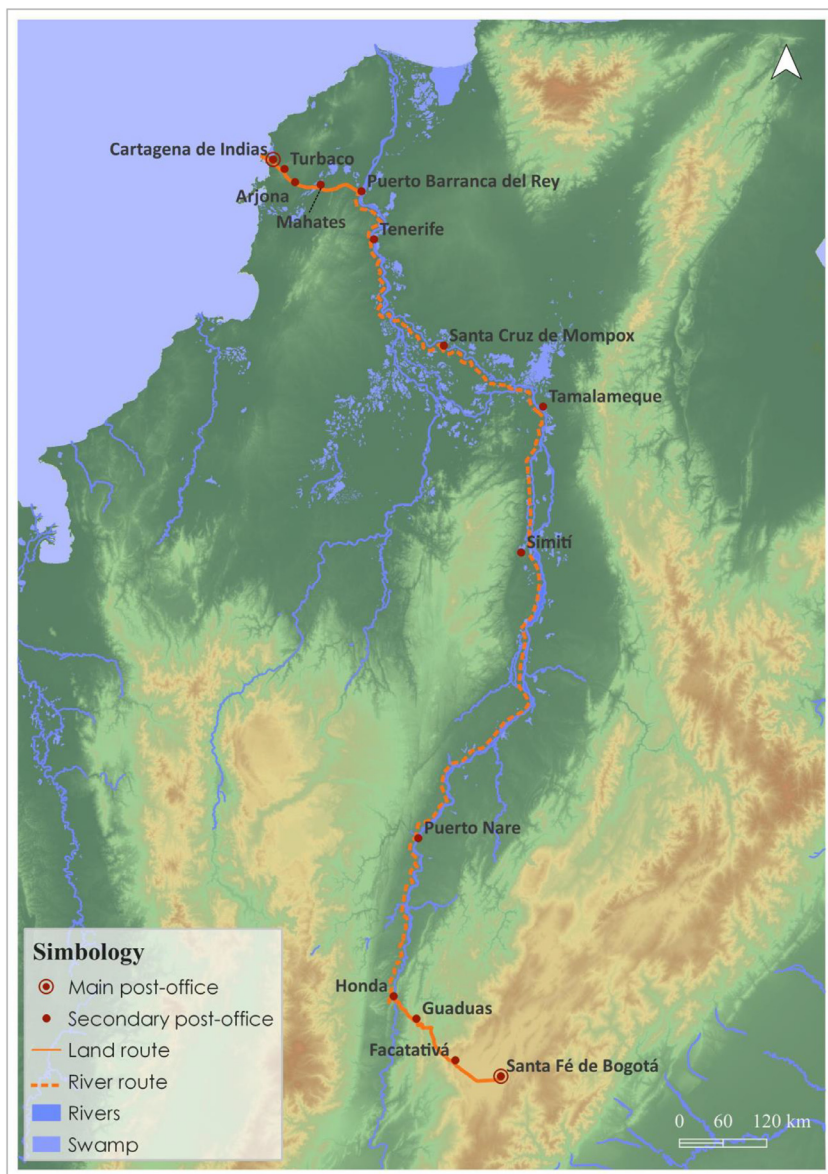 Cartagena de Indias
Turbaco
Arjona
Mahates
Puerto Barranca del Rey
Tenerife
Santa Cruz de Mompox
Tamalameque
Simití
Puerto Nare
Honda
Guaduas
Facatativá
Santa Fé de Bogotá
Simbology
Main post-office
Secondary post-office
Land route
River route
Rivers
Swamp
0 60 120 km